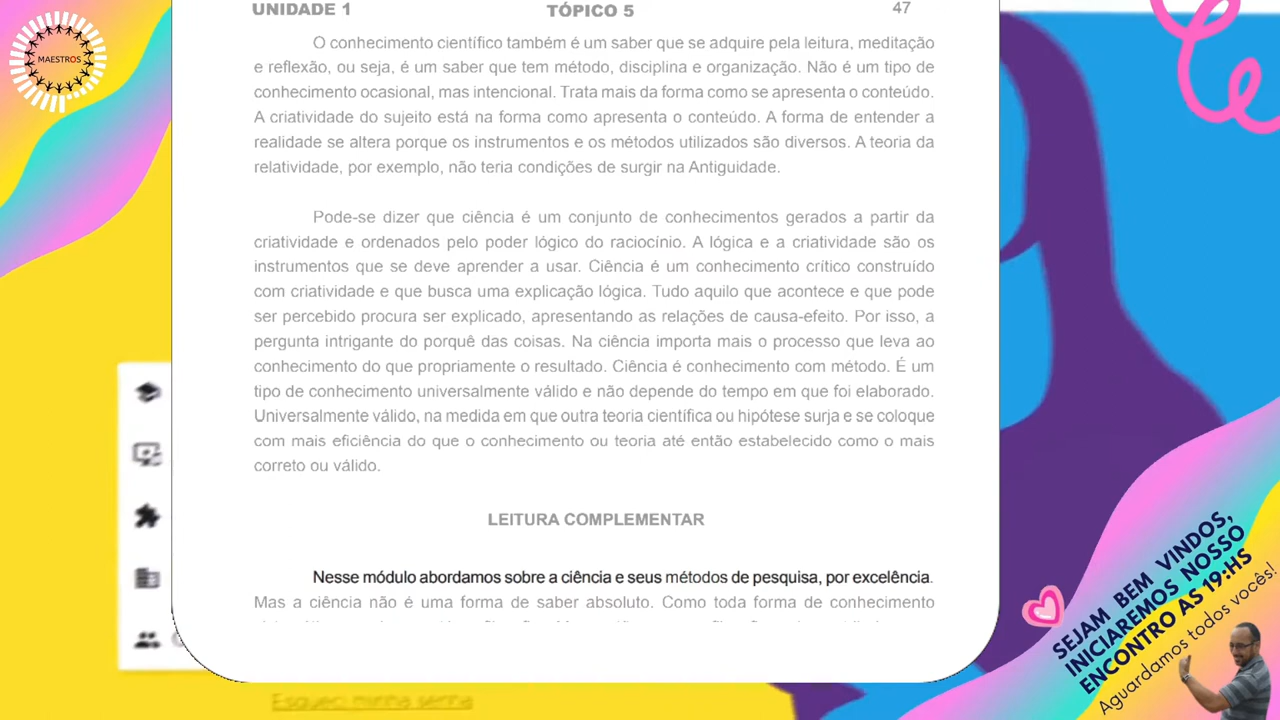 UNIDADE 1 TÓPICO 5 47
MAESTROS
O conhecimento científico também é um saber que se adquire pela leitura, meditação
e reflexão, ou seja, é um saber que tem método, disciplina e organização. Não é um tipo de
conhecimento ocasional, mas intencional. Trata mais da forma como se apresenta o conteúdo.
A criatividade do sujeito está na forma como apresenta o conteúdo. A forma de entender a
realidade se altera porque os instrumentos e os métodos utilizados são diversos. A teoria da
relatividade, por exemplo, não teria condições de surgir na Antiguidade.
Pode-se dizer que ciência é um conjunto de conhecimentos gerados a partir da
criatividade e ordenados pelo poder lógico do raciocínio. A lógica e a criatividade são os
instrumentos que se deve aprender a usar. Ciência é um conhecimento crítico construído
com criatividade e que busca uma explicação lógica. Tudo aquilo que acontece e que pode
ser percebido procura ser explicado, apresentando as relações de causa-efeito. Por isso, a
pergunta intrigante do porquê das coisas. Na ciência importa mais o processo que leva ao
conhecimento do que propriamente o resultado. Ciência é conhecimento com método. É um
tipo de conhecimento universalmente válido e não depende do tempo em que foi elaborado.
Universalmente válido, na medida em que outra teoria científica ou hipótese surja e se coloque
com mais eficiência do que o conhecimento ou teoria até então estabelecido como o mais
correto ou válido.
LEITURA COMPLEMENTAR
Nesse módulo abordamos sobre a ciência e seus métodos de pesquisa, por excelência.
Mas a ciência não é uma forma de saber absoluto. Como toda forma de conhecimento
Esqueci minha senha
SEJAM BEM VINDOS,
INICIAREMOS NOSSO
ENCONTRO AS 19:HS
Aguardamos todos vocês!